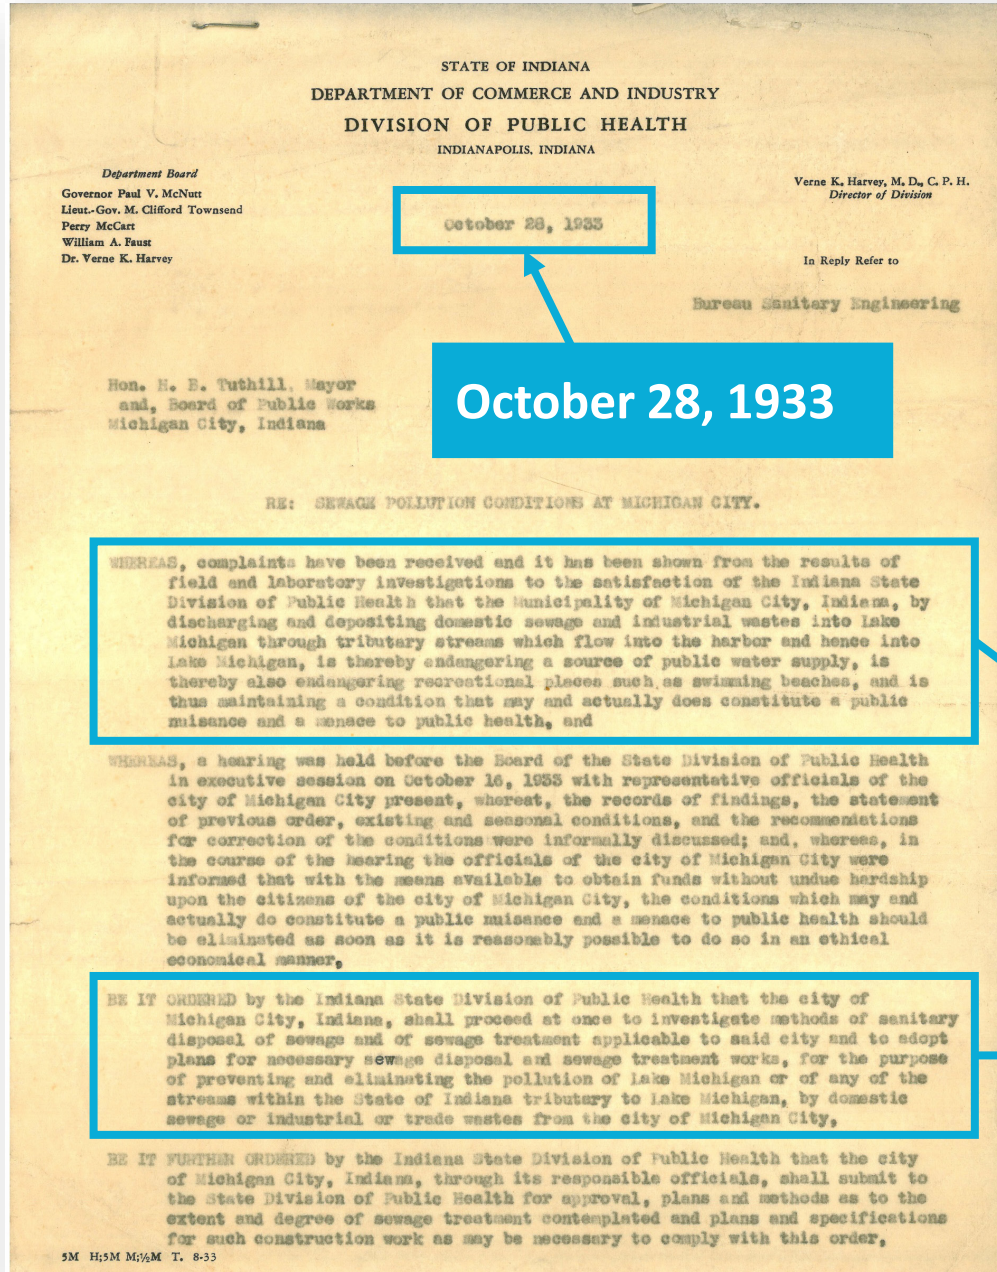 STATE OF INDIANA
DEPARTMENT OF COMMERCE AND INDUSTRY
DIVISION OF PUBLIC HEALTH
INDIANAPOLIS, INDIANA
Department Board
Governor Paul V. McNutt
Lieut.-Gov. M. Clifford Townsend
Perry McCart
William A. Faust
Dr. Verne K. Harvey
Verne K. Harvey, M. D., C. P. H.
Director of Division
October 28, 1933
In Reply Refer to
Bureau Sanitary Engineering
October 28, 1933
Hon. H. B. Tuthill, Mayor
and, Board of Public Works
Michigan City, Indiana
RE: SEWAGE POLLUTION CONDITIONS AT MICHIGAN CITY.
WHEREAS, complaints have been received and it has been shown from the results of
field and laboratory investigations to the satisfaction of the Indiana State
Division of Public Health that the Municipality of Michigan City, Indiana, by
discharging and depositing domestic sewage and industrial wastes into Lake
Michigan through tributary streams which flow into the harbor and hence into
Lake Michigan, is thereby endangering a source of public water supply, is
thereby also endangering recreational places such as swimming beaches, and is
thus maintaining a condition that may and actually does constitute a public
nuisance and a menace to public health, and
WHEREAS, a hearing was held before the Board of the State Division of Public Health
in executive session on October 16, 1933 with representative officials of the
city of Michigan City present, whereat, the records of findings, the statement
of previous order, existing and seasonal conditions, and the recommendations
for correction of the conditions were informally discussed; and, whereas, in
the course of the hearing the officials of the city of Michigan City were
informed that with the means available to obtain funds without undue hardship
upon the citizens of the city of Michigan City, the conditions which may and
actually do constitute a public nuisance and a menace to public health should
be eliminated as soon as it is reasonably possible to do so in an ethical
economical manner,
BE IT ORDERED by the Indiana State Division of Public Health that the city of
Michigan City, Indiana, shall proceed at once to investigate methods of sanitary
disposal of sewage and of sewage treatment applicable to said city and to adopt
plans for necessary sewage disposal and sewage treatment works, for the purpose
of preventing and eliminating the pollution of Lake Michigan or of any of the
streams within the State of Indiana tributary to Lake Michigan, by domestic
sewage or industrial or trade wastes from the city of Michigan City,
BE IT FURTHER ORDERED by the Indiana State Division of Public Health that the city
of Michigan City, Indiana, through its responsible officials, shall submit to
the State Division of Public Health for approval, plans and methods as to the
extent and degree of sewage treatment contemplated and plans and specifications
for such construction work as may be necessary to comply with this order,
5M H;5M M;½M T. 8-33